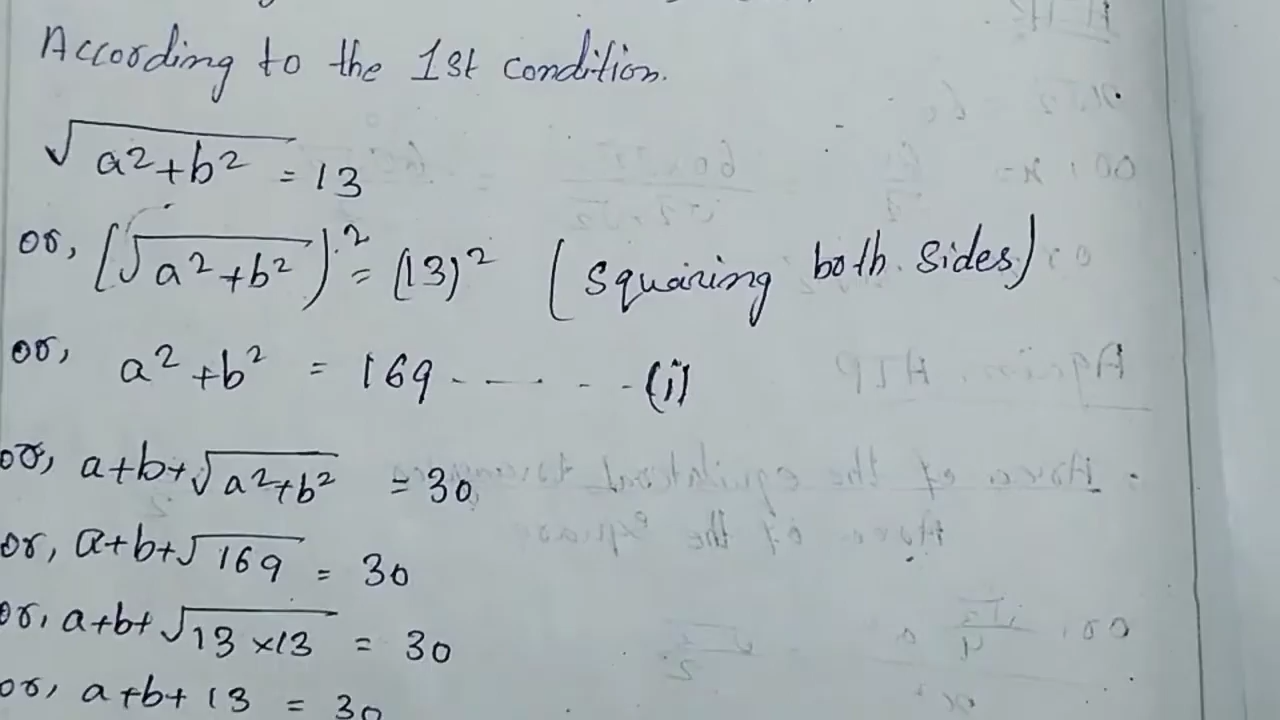 According to the 1st condition.
√a²+b² = 13
or, (√a²+b²)² = (13)² (Squairing both sides)
or, a²+b² = 169 - - - - - (i)
or, a+b+√a²+b² = 30
or, a+b+√169 = 30
or, a+b+√13×13 = 30
or, a+b+13 = 30